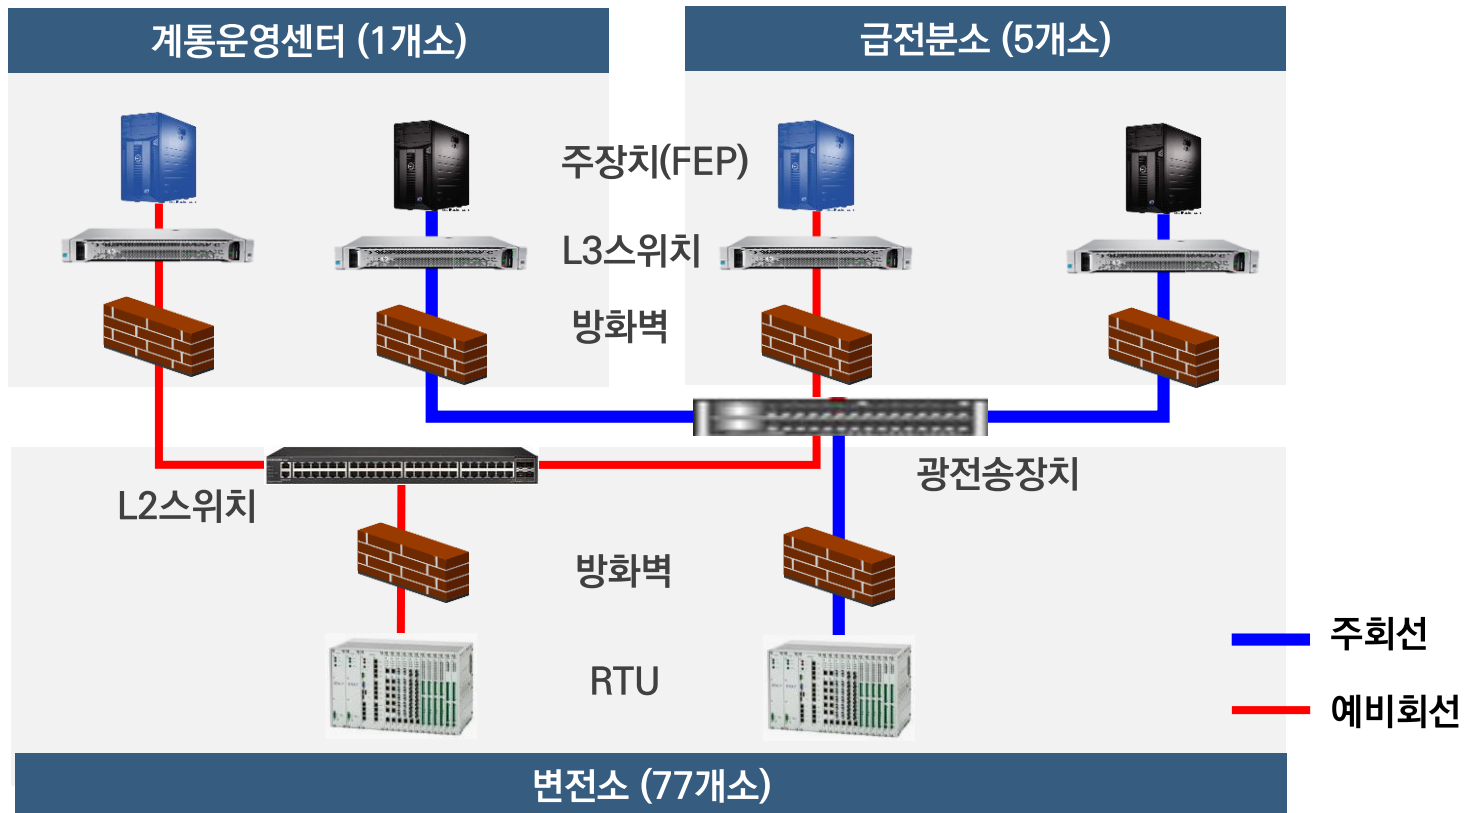 계통운영센터 (1개소)
급전분소 (5개소)
주장치(FEP)
L3스위치
방화벽
광전송장치
L2스위치
방화벽
주회선
RTU
예비회선
변전소 (77개소)